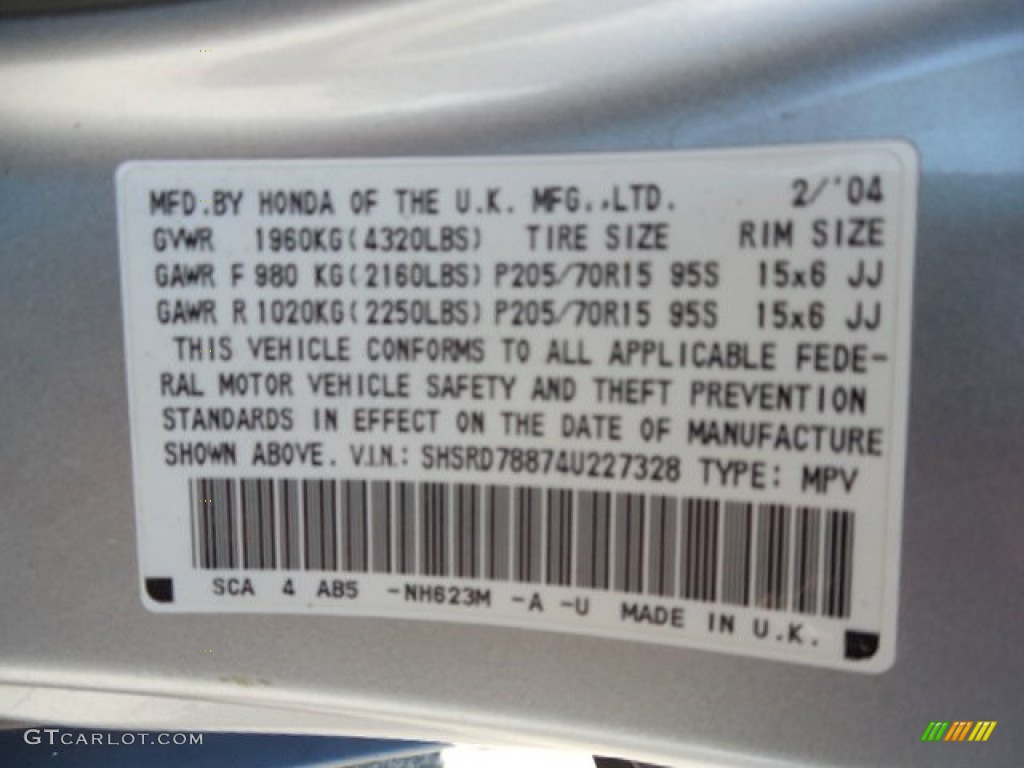 MFD.BY HONDA OF THE U.K. MFG.,LTD. 2/'04
GVWR 1960KG(4320LBS) TIRE SIZE RIM SIZE
GAWR F 980 KG(2160LBS) P205/70R15 95S 15x6 JJ
GAWR R 1020KG(2250LBS) P205/70R15 95S 15x6 JJ
THIS VEHICLE CONFORMS TO ALL APPLICABLE FEDE-
RAL MOTOR VEHICLE SAFETY AND THEFT PREVENTION
STANDARDS IN EFFECT ON THE DATE OF MANUFACTURE
SHOWN ABOVE. V.I.N.: SHSRD78874U227328 TYPE: MPV
SCA 4 AB5 -NH623M -A -U MADE IN U.K.
GTCARLOT.COM